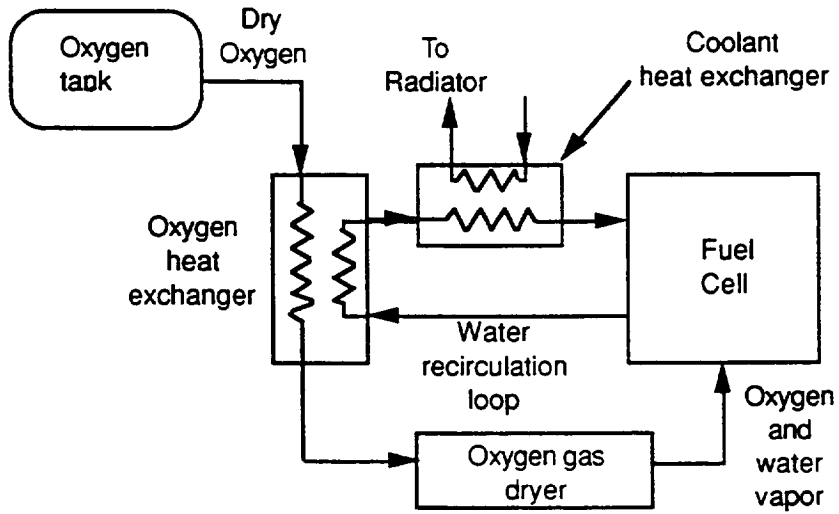 Oxygen
tank
Dry
Oxygen
To
Radiator
Coolant
heat exchanger
Oxygen
heat
exchanger
Fuel
Cell
Water
recirculation
loop
Oxygen gas
dryer
Oxygen
and
water
vapor